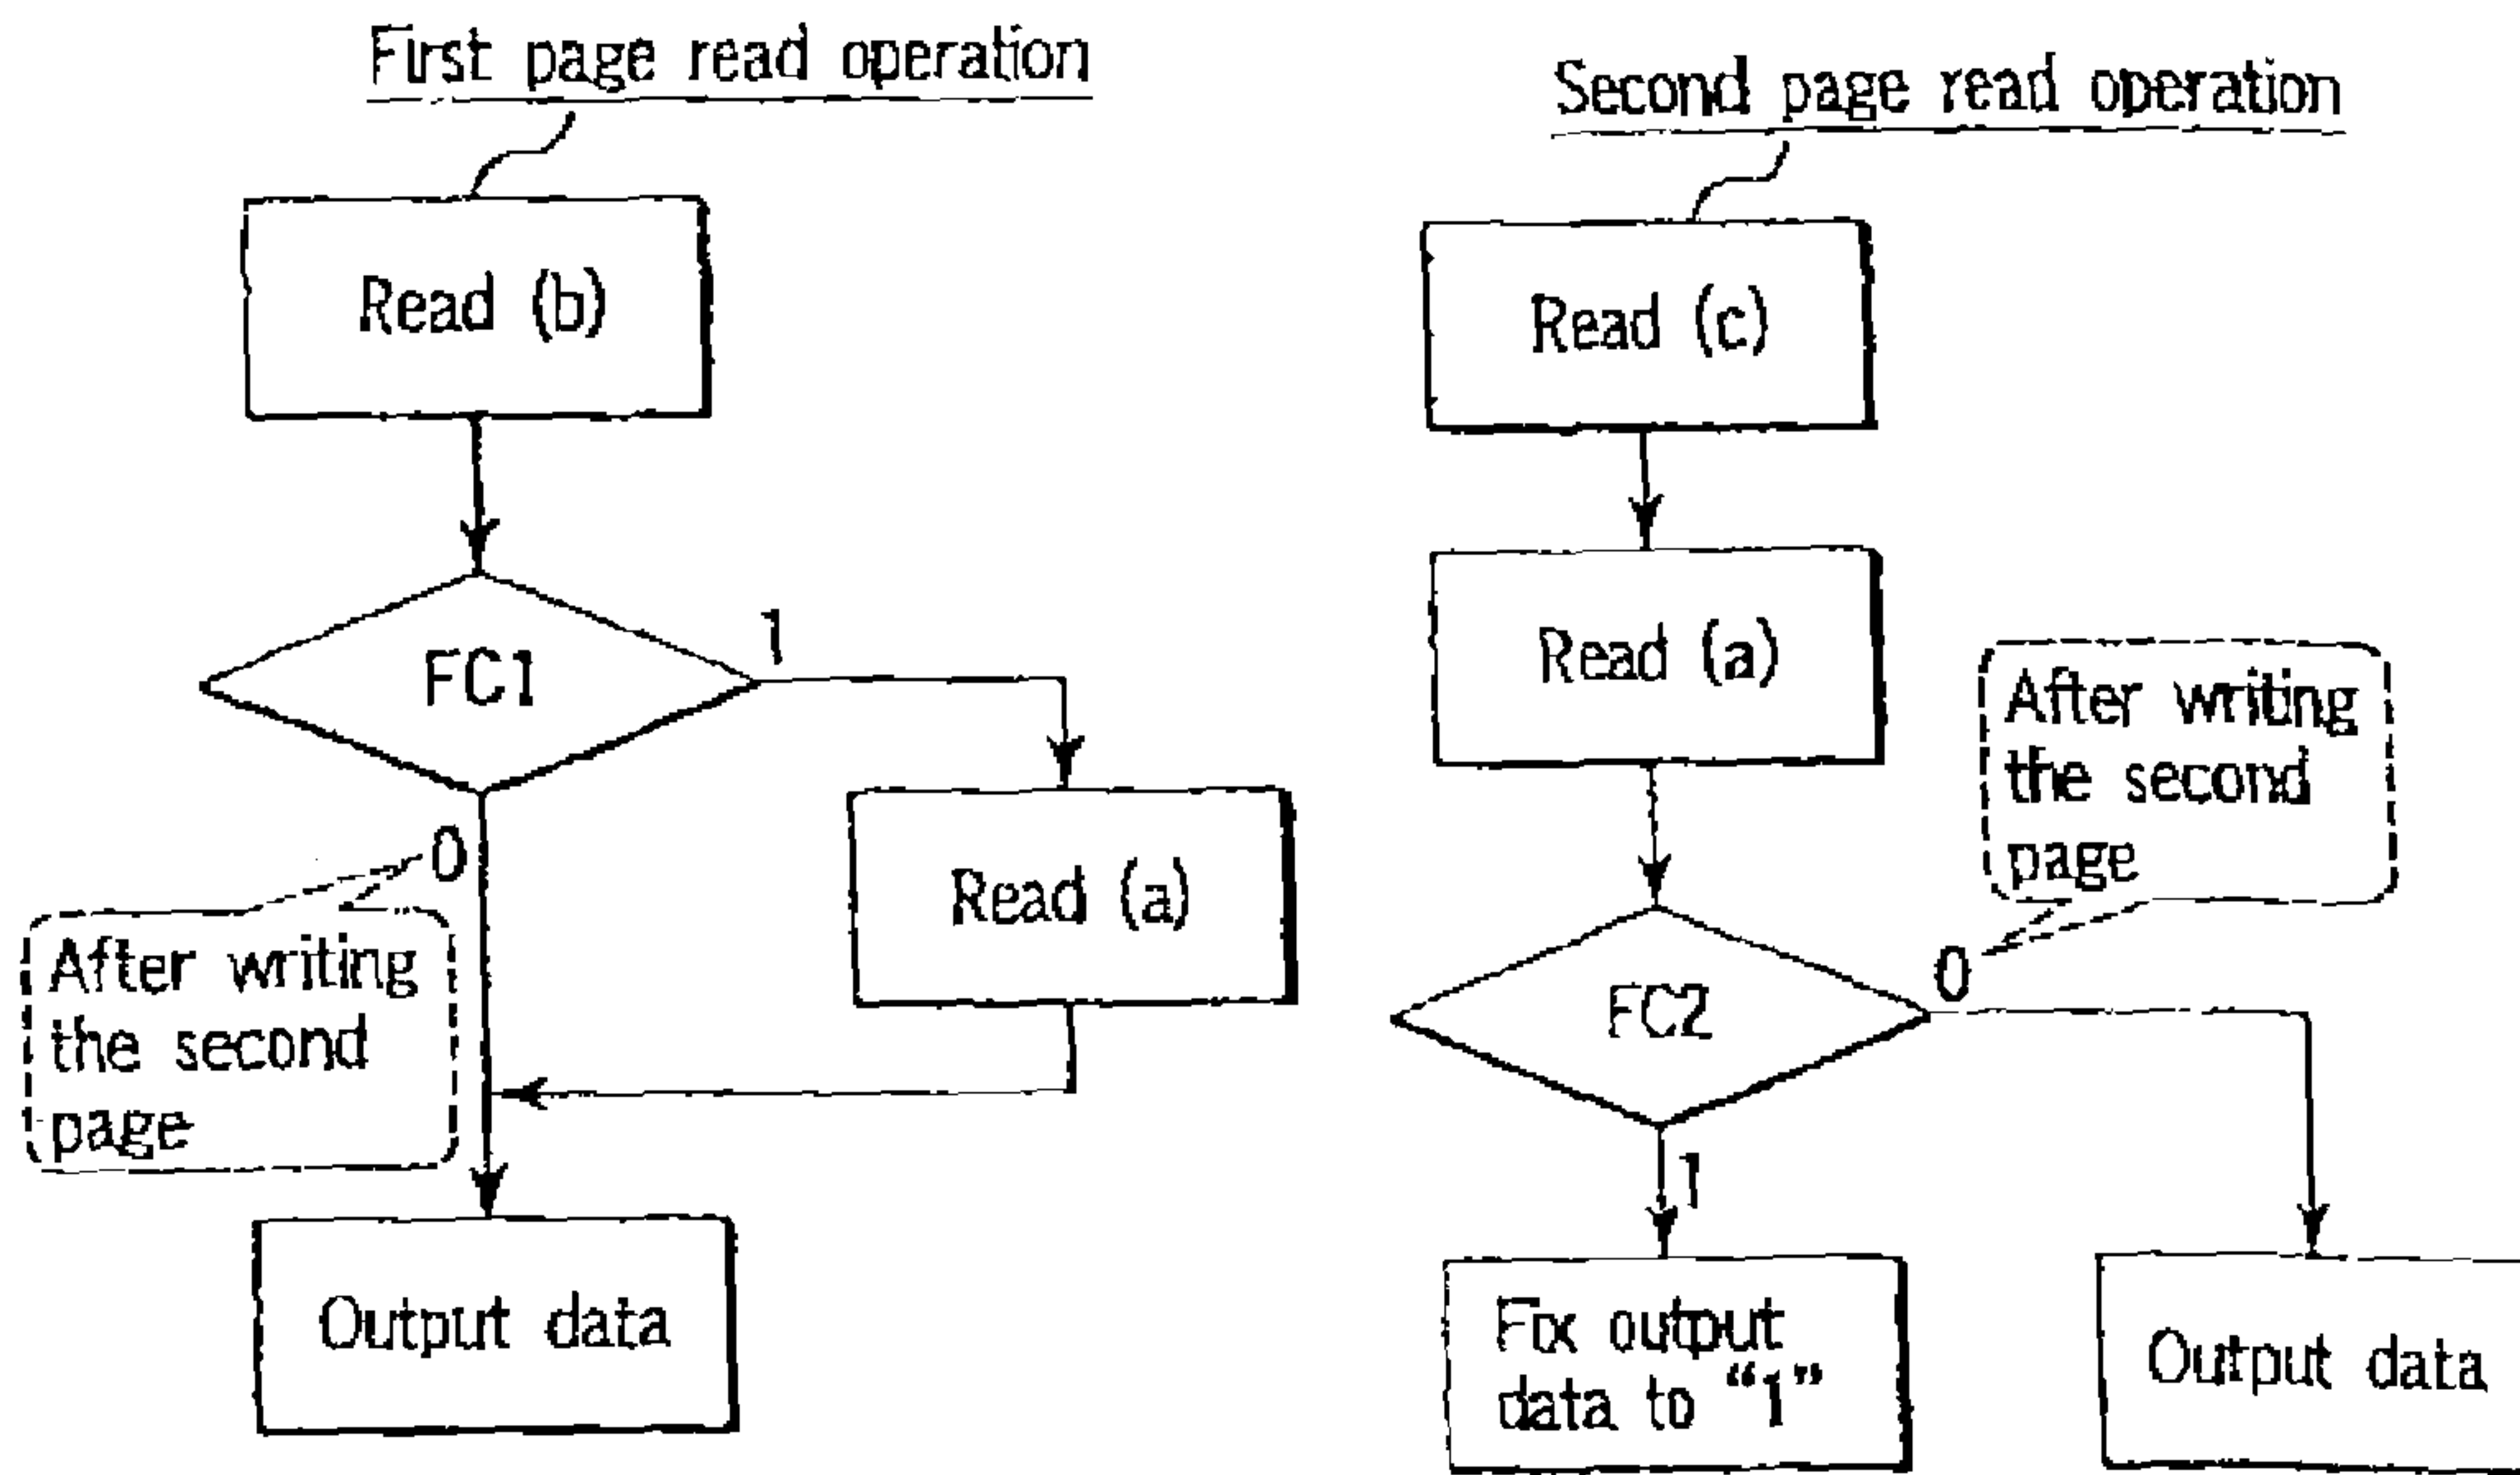 First page read operation
Read (b)
FC1
1
Read (a)
0
After writing
the second
page
Output data
Second page read operation
Read (c)
Read (a)
After writing
the second
page
FC2
0
1
Fix output
data to “1”
Output data